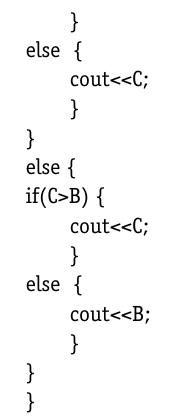 }
else {
cout<<C;
}
}
else {
if(C>B) {
cout<<C;
}
else {
cout<<B;
}
}
}